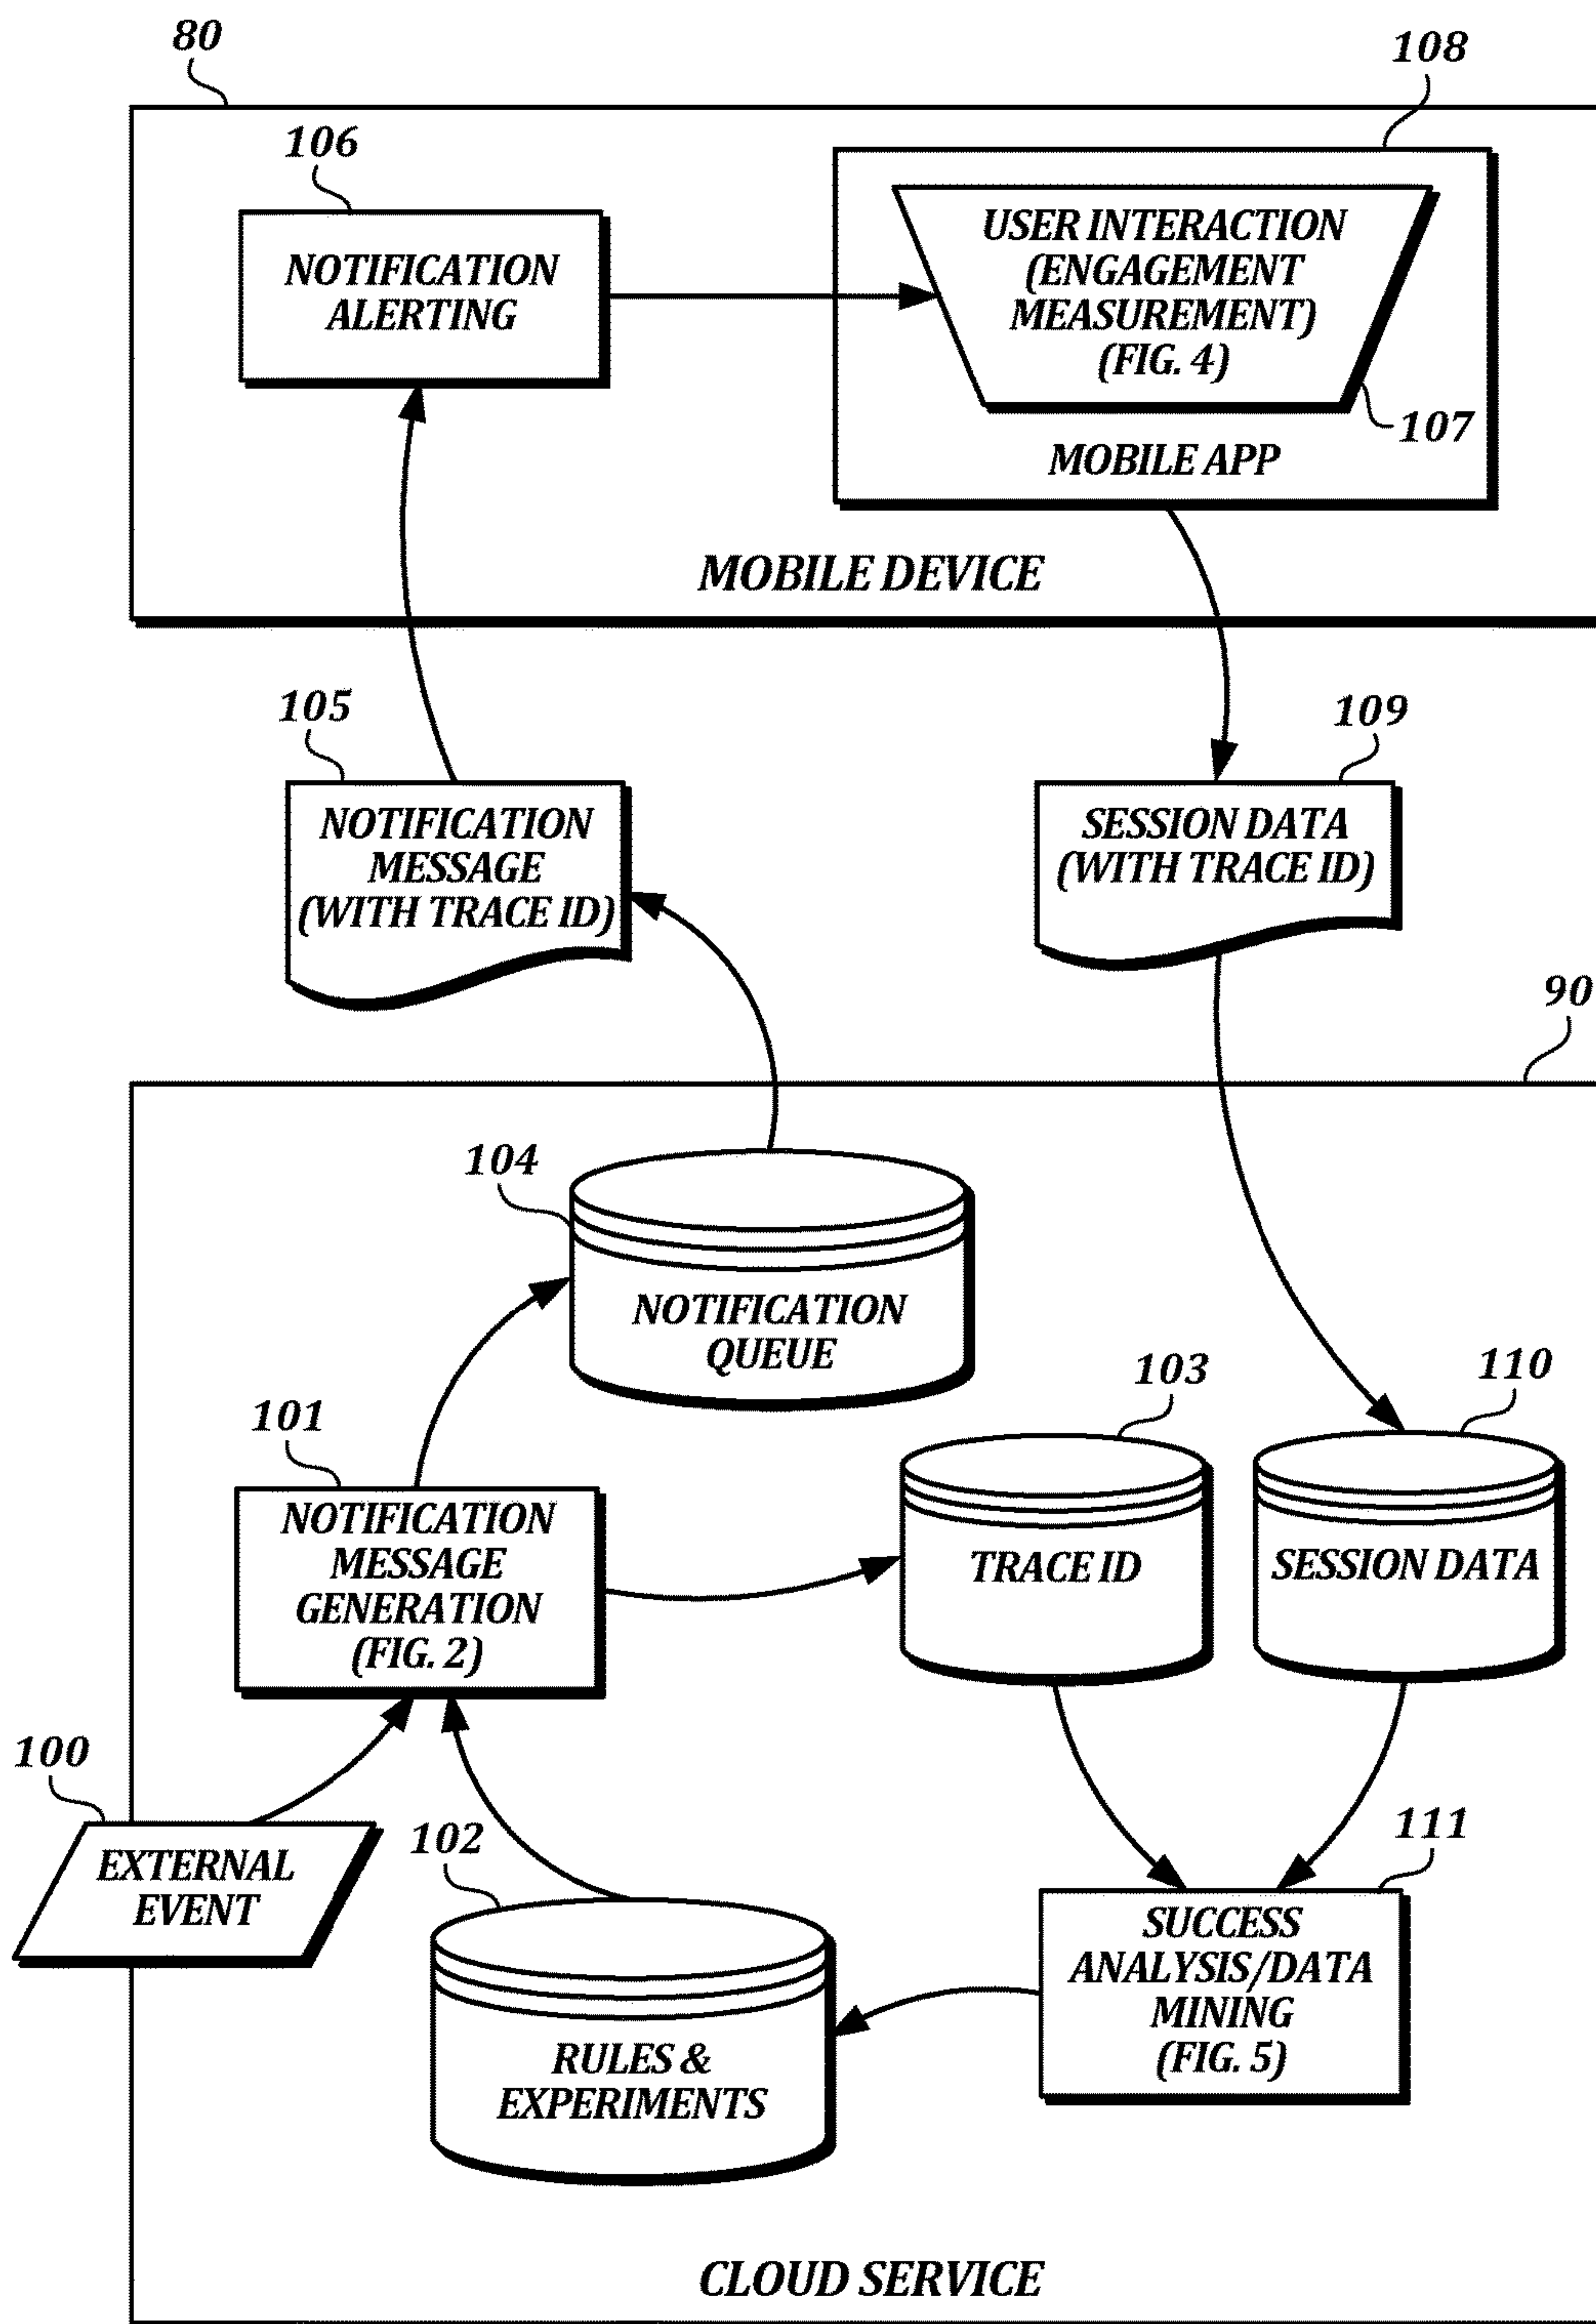 80
108
106
NOTIFICATION
ALERTING
USER INTERACTION
(ENGAGEMENT
MEASUREMENT)
(FIG. 4)
107
MOBILE APP
MOBILE DEVICE
105
109
NOTIFICATION
MESSAGE
(WITH TRACE ID)
SESSION DATA
(WITH TRACE ID)
90
104
NOTIFICATION
QUEUE
103
110
101
NOTIFICATION
MESSAGE
GENERATION
(FIG. 2)
TRACE ID
SESSION DATA
100
EXTERNAL
EVENT
102
111
SUCCESS
ANALYSIS/DATA
MINING
(FIG. 5)
RULES &
EXPERIMENTS
CLOUD SERVICE